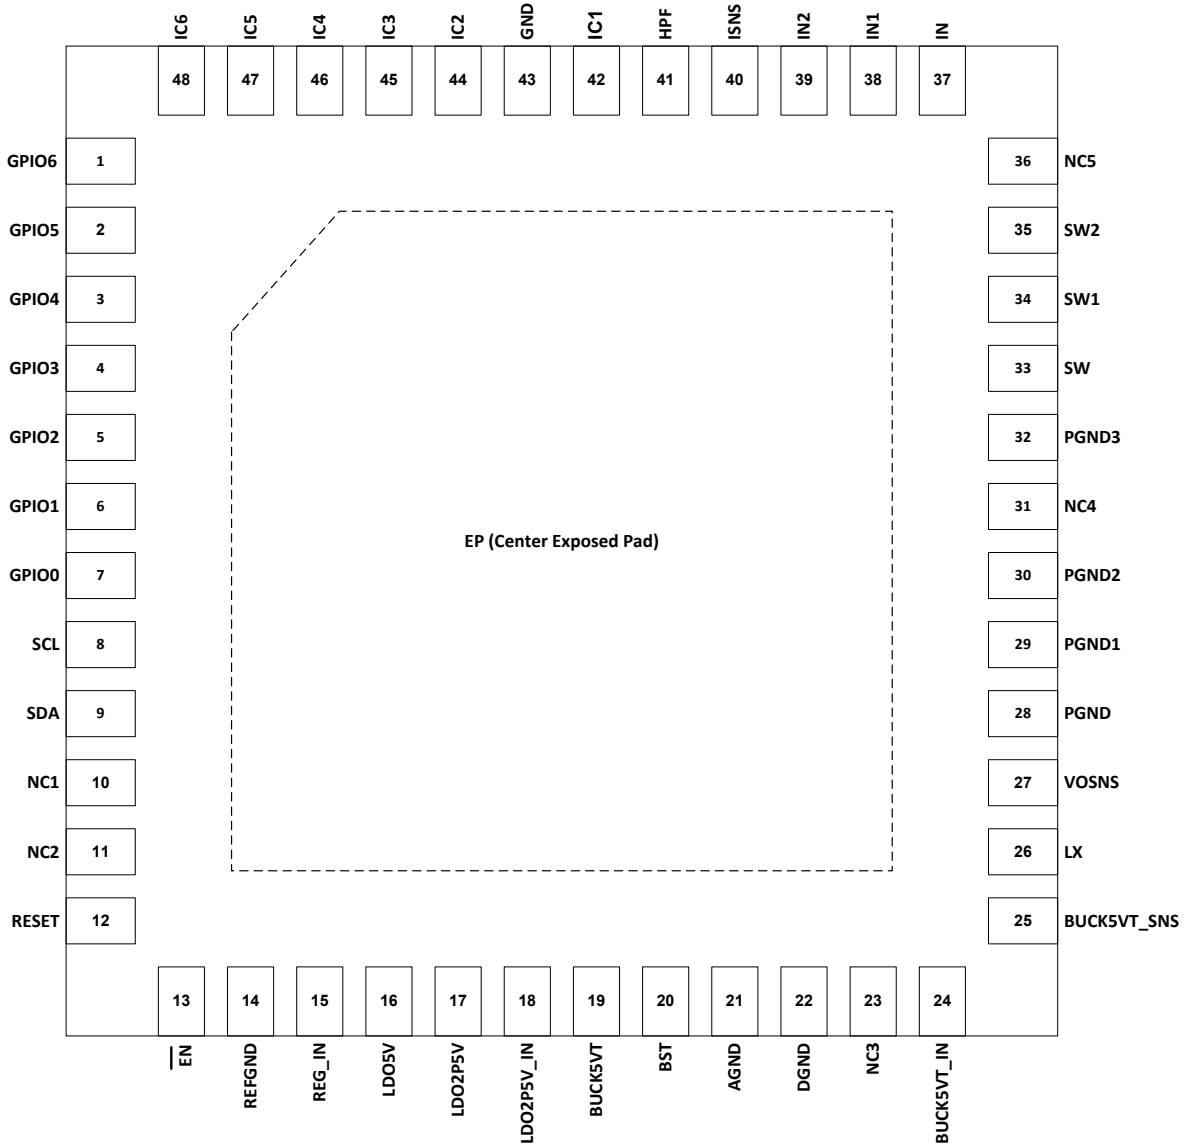 IC6 IC5 IC4 IC3 IC2 GND IC1 HPF ISNS IN2 IN1 IN
48 47 46 45 44 43 42 41 40 39 38 37
GPIO6 1 36 NC5
GPIO5 2 35 SW2
GPIO4 3 34 SW1
GPIO3 4 33 SW
GPIO2 5 32 PGND3
GPIO1 6 31 NC4
EP (Center Exposed Pad)
GPIO0 7 30 PGND2
SCL 8 29 PGND1
SDA 9 28 PGND
NC1 10 27 VOSNS
NC2 11 26 LX
RESET 12 25 BUCK5VT_SNS
13 14 15 16 17 18 19 20 21 22 23 24
EN REFGND REG_IN LDO5V LDO2P5V LDO2P5V_IN BUCK5VT BST AGND DGND NC3 BUCK5VT_IN